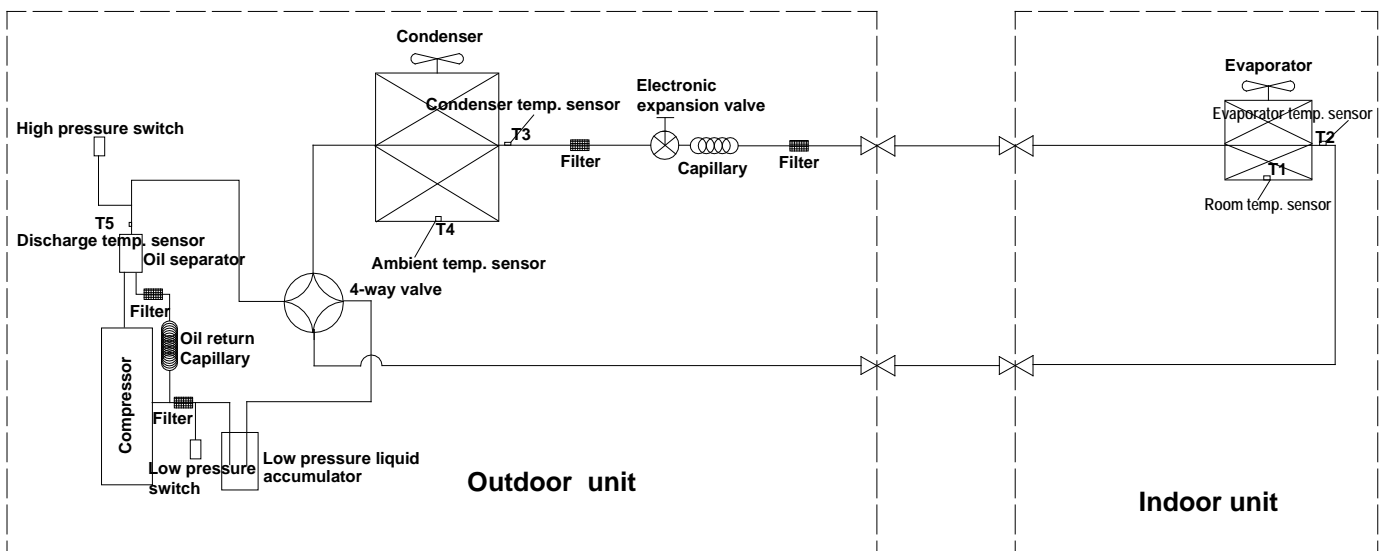 Condenser
Condenser temp. sensor
T3
Electronic
expansion valve
Filter
Capillary
Filter
T4
Ambient temp. sensor
High pressure switch
T5
Discharge temp. sensor
Oil separator
Filter
Oil return
Capillary
4-way valve
Compressor
Filter
Low pressure
switch
Low pressure liquid
accumulator
Outdoor unit
Evaporator
Evaporator temp. sensor
T2
T1
Room temp. sensor
Indoor unit